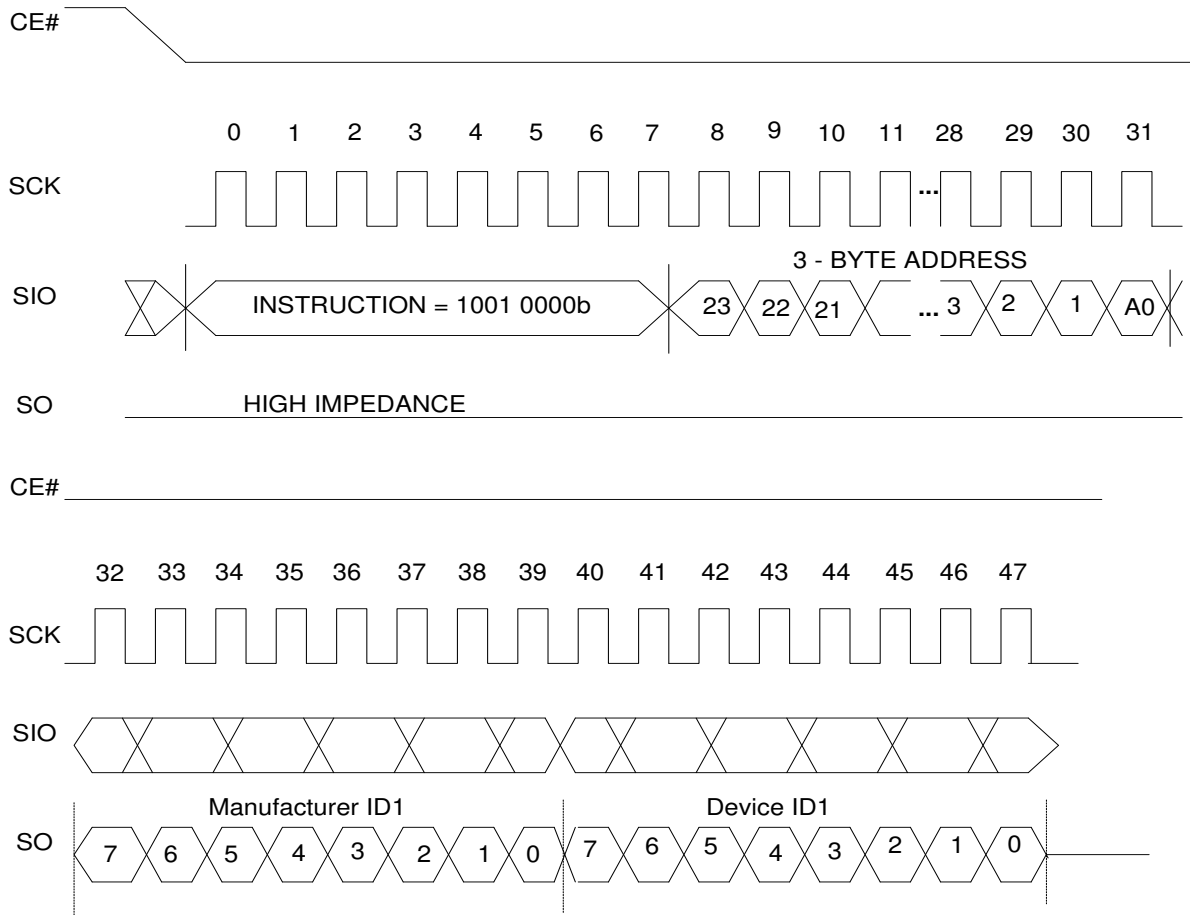 CE#
0 1 2 3 4 5 6 7 8 9 10 11 28 29 30 31
SCK ...
3 - BYTE ADDRESS
SIO INSTRUCTION = 1001 0000b 23 22 21 ... 3 2 1 A0
SO HIGH IMPEDANCE
CE#
32 33 34 35 36 37 38 39 40 41 42 43 44 45 46 47
SCK
SIO
Manufacturer ID1 Device ID1
SO 7 6 5 4 3 2 1 0 7 6 5 4 3 2 1 0